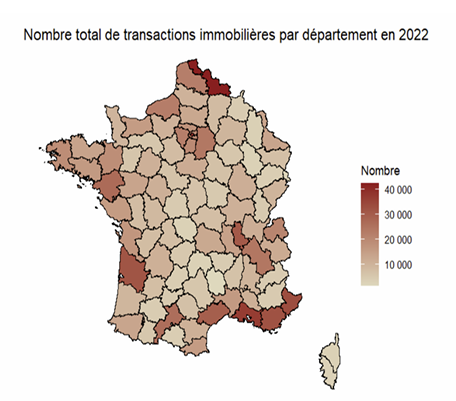 Nombre total de transactions immobilières par département en 2022
Nombre
40 000
30 000
20 000
10 000